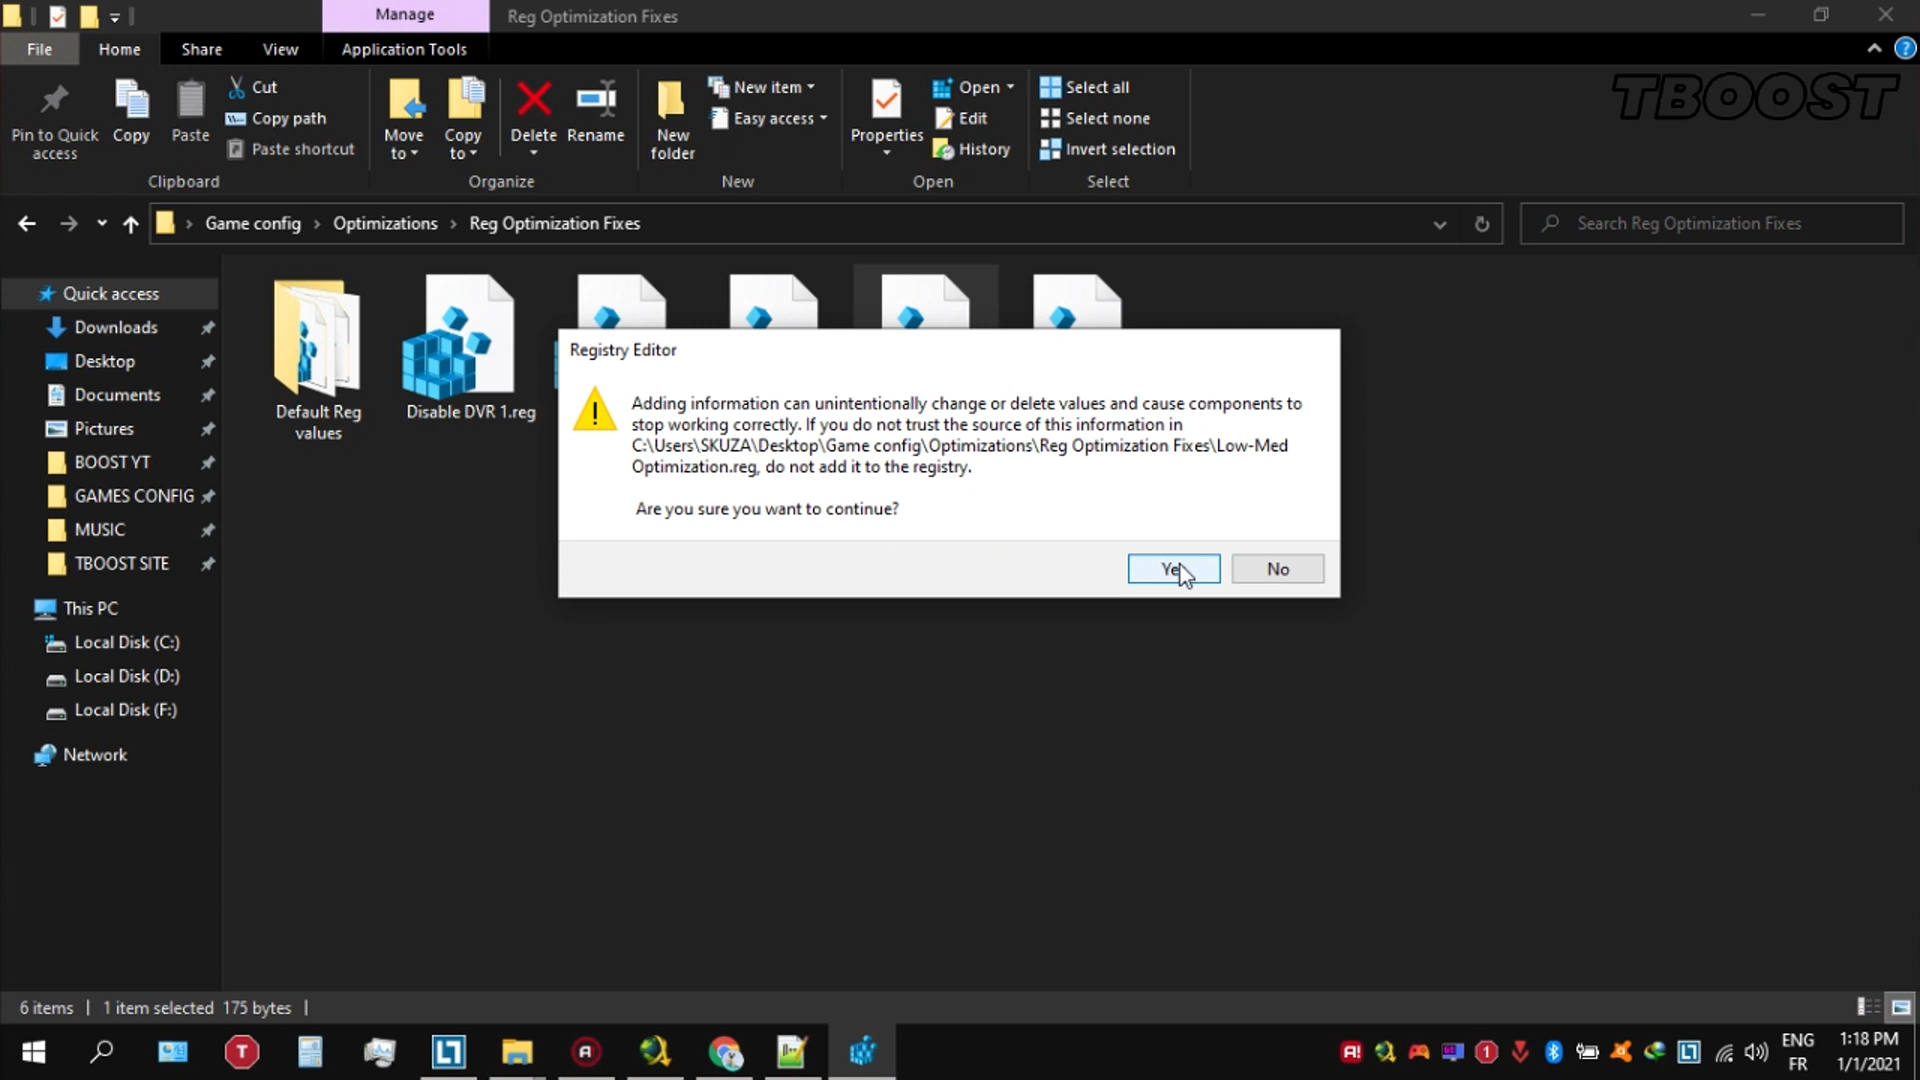 Manage
Reg Optimization Fixes
File
Home
Share
View
Application Tools
Pin to Quick
access
Copy
Paste
Cut
Copy path
Paste shortcut
Clipboard
Move
to
Copy
to
Delete
Rename
Organize
New
folder
New item
Easy access
New
Properties
Open
Edit
History
Open
Select all
Select none
Invert selection
Select
TBOOST
Game config
Optimizations
Reg Optimization Fixes
Search Reg Optimization Fixes
Quick access
Downloads
Desktop
Documents
Pictures
BOOST YT
GAMES CONFIG
MUSIC
TBOOST SITE
This PC
Local Disk (C:)
Local Disk (D:)
Local Disk (F:)
Network
Default Reg
values
Disable DVR 1.reg
Registry Editor
Adding information can unintentionally change or delete values and cause components to
stop working correctly. If you do not trust the source of this information in
C:\Users\SKUZA\Desktop\Game config\Optimizations\Reg Optimization Fixes\Low-Med
Optimization.reg, do not add it to the registry.
Are you sure you want to continue?
Yes
No
6 items
1 item selected 175 bytes
ENG
FR
1:18 PM
1/1/2021